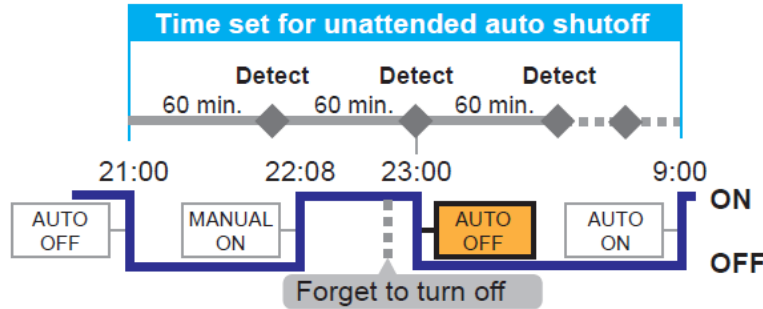 Time set for unattended auto shutoff
Detect Detect Detect
60 min. 60 min. 60 min.
21:00 22:08 23:00 9:00
AUTO
OFF
MANUAL
ON
AUTO
OFF
AUTO
ON
ON
OFF
Forget to turn off